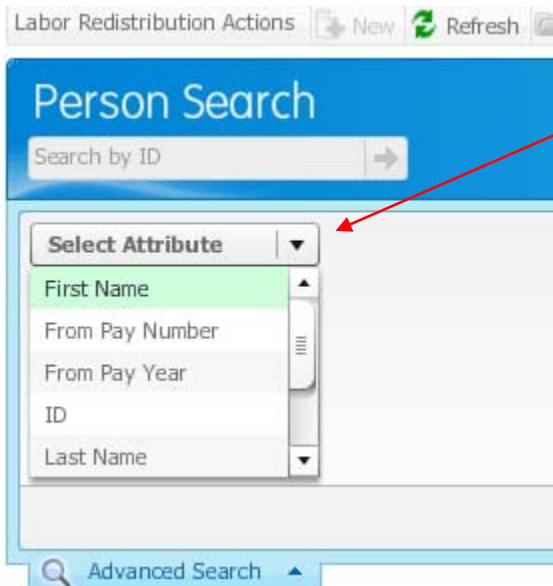 Labor Redistribution Actions New Refresh
Person Search
Search by ID
Select Attribute
First Name
From Pay Number
From Pay Year
ID
Last Name
Advanced Search